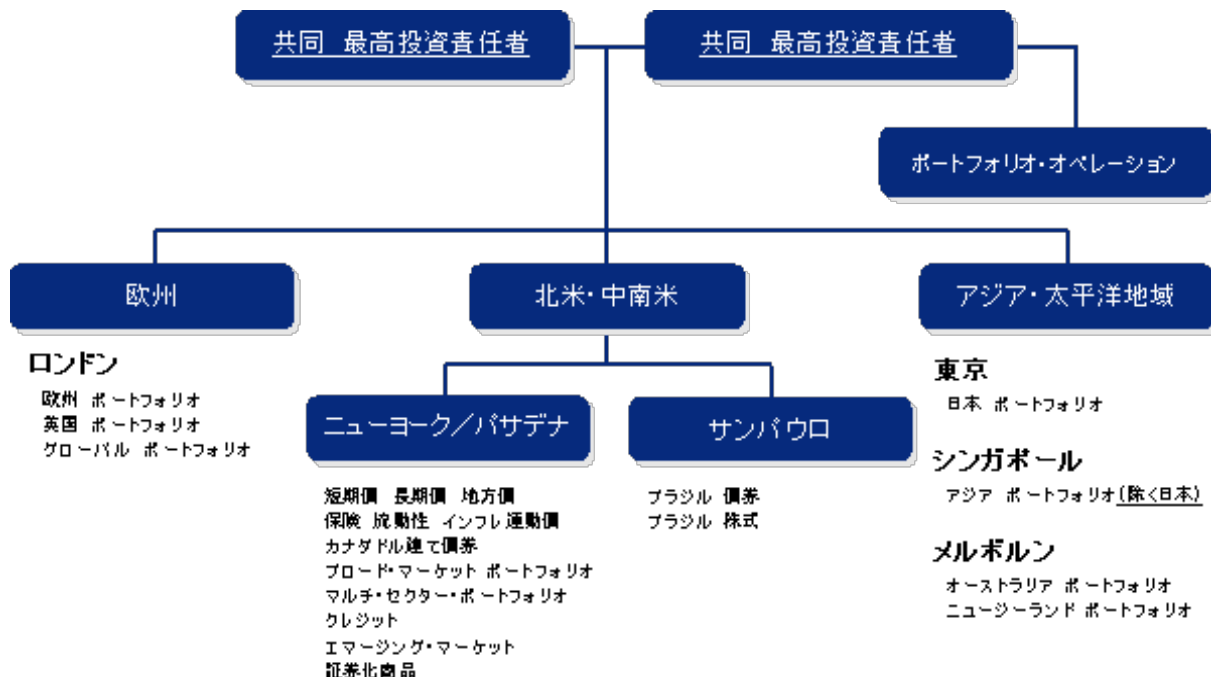 共同 最高投資責任者
共同 最高投資責任者
ポートフォリオ・オペレーション
欧州
北米・中南米
アジア・太平洋地域
ロンドン
欧州 ポートフォリオ
英国 ポートフォリオ
グローバル ポートフォリオ
ニューヨーク／パサデナ
短期債 長期債 地方債
保険 流動性 インフレ連動債
カナダドル建て債券
ブロード・マーケット ポートフォリオ
マルチ・セクター・ポートフォリオ
クレジット
エマージング・マーケット
証券化商品
サンパウロ
ブラジル 債券
ブラジル 株式
東京
日本 ポートフォリオ
シンガポール
アジア ポートフォリオ(除く日本)
メルボルン
オーストラリア ポートフォリオ
ニュージーランド ポートフォリオ